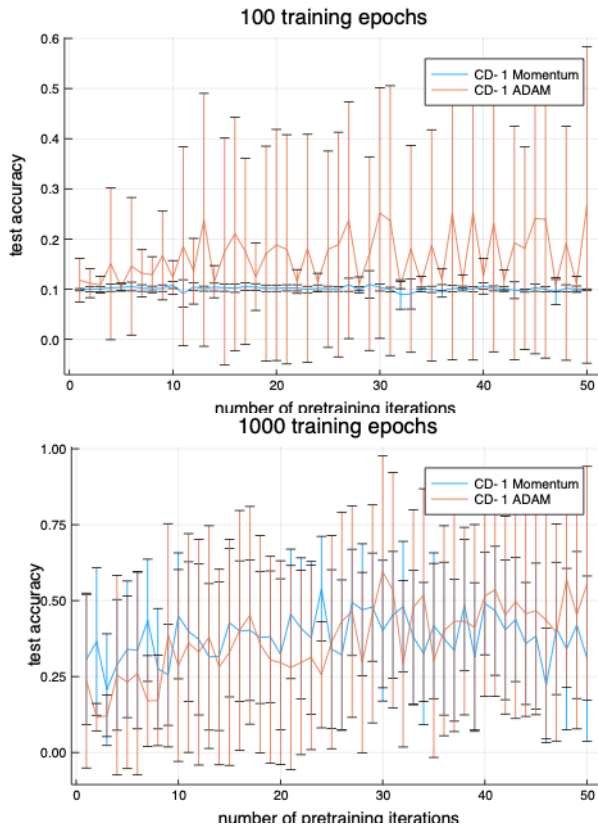 100 training epochs
0.6
CD- 1 Momentum
CD- 1 ADAM
0.5
0.4
test accuracy
0.3
0.2
0.1
0.0
0 10 20 30 40 50
number of pretraining iterations
1000 training epochs
1.00
CD- 1 Momentum
CD- 1 ADAM
0.75
test accuracy
0.50
0.25
0.00
0 10 20 30 40 50
number of pretraining iterations